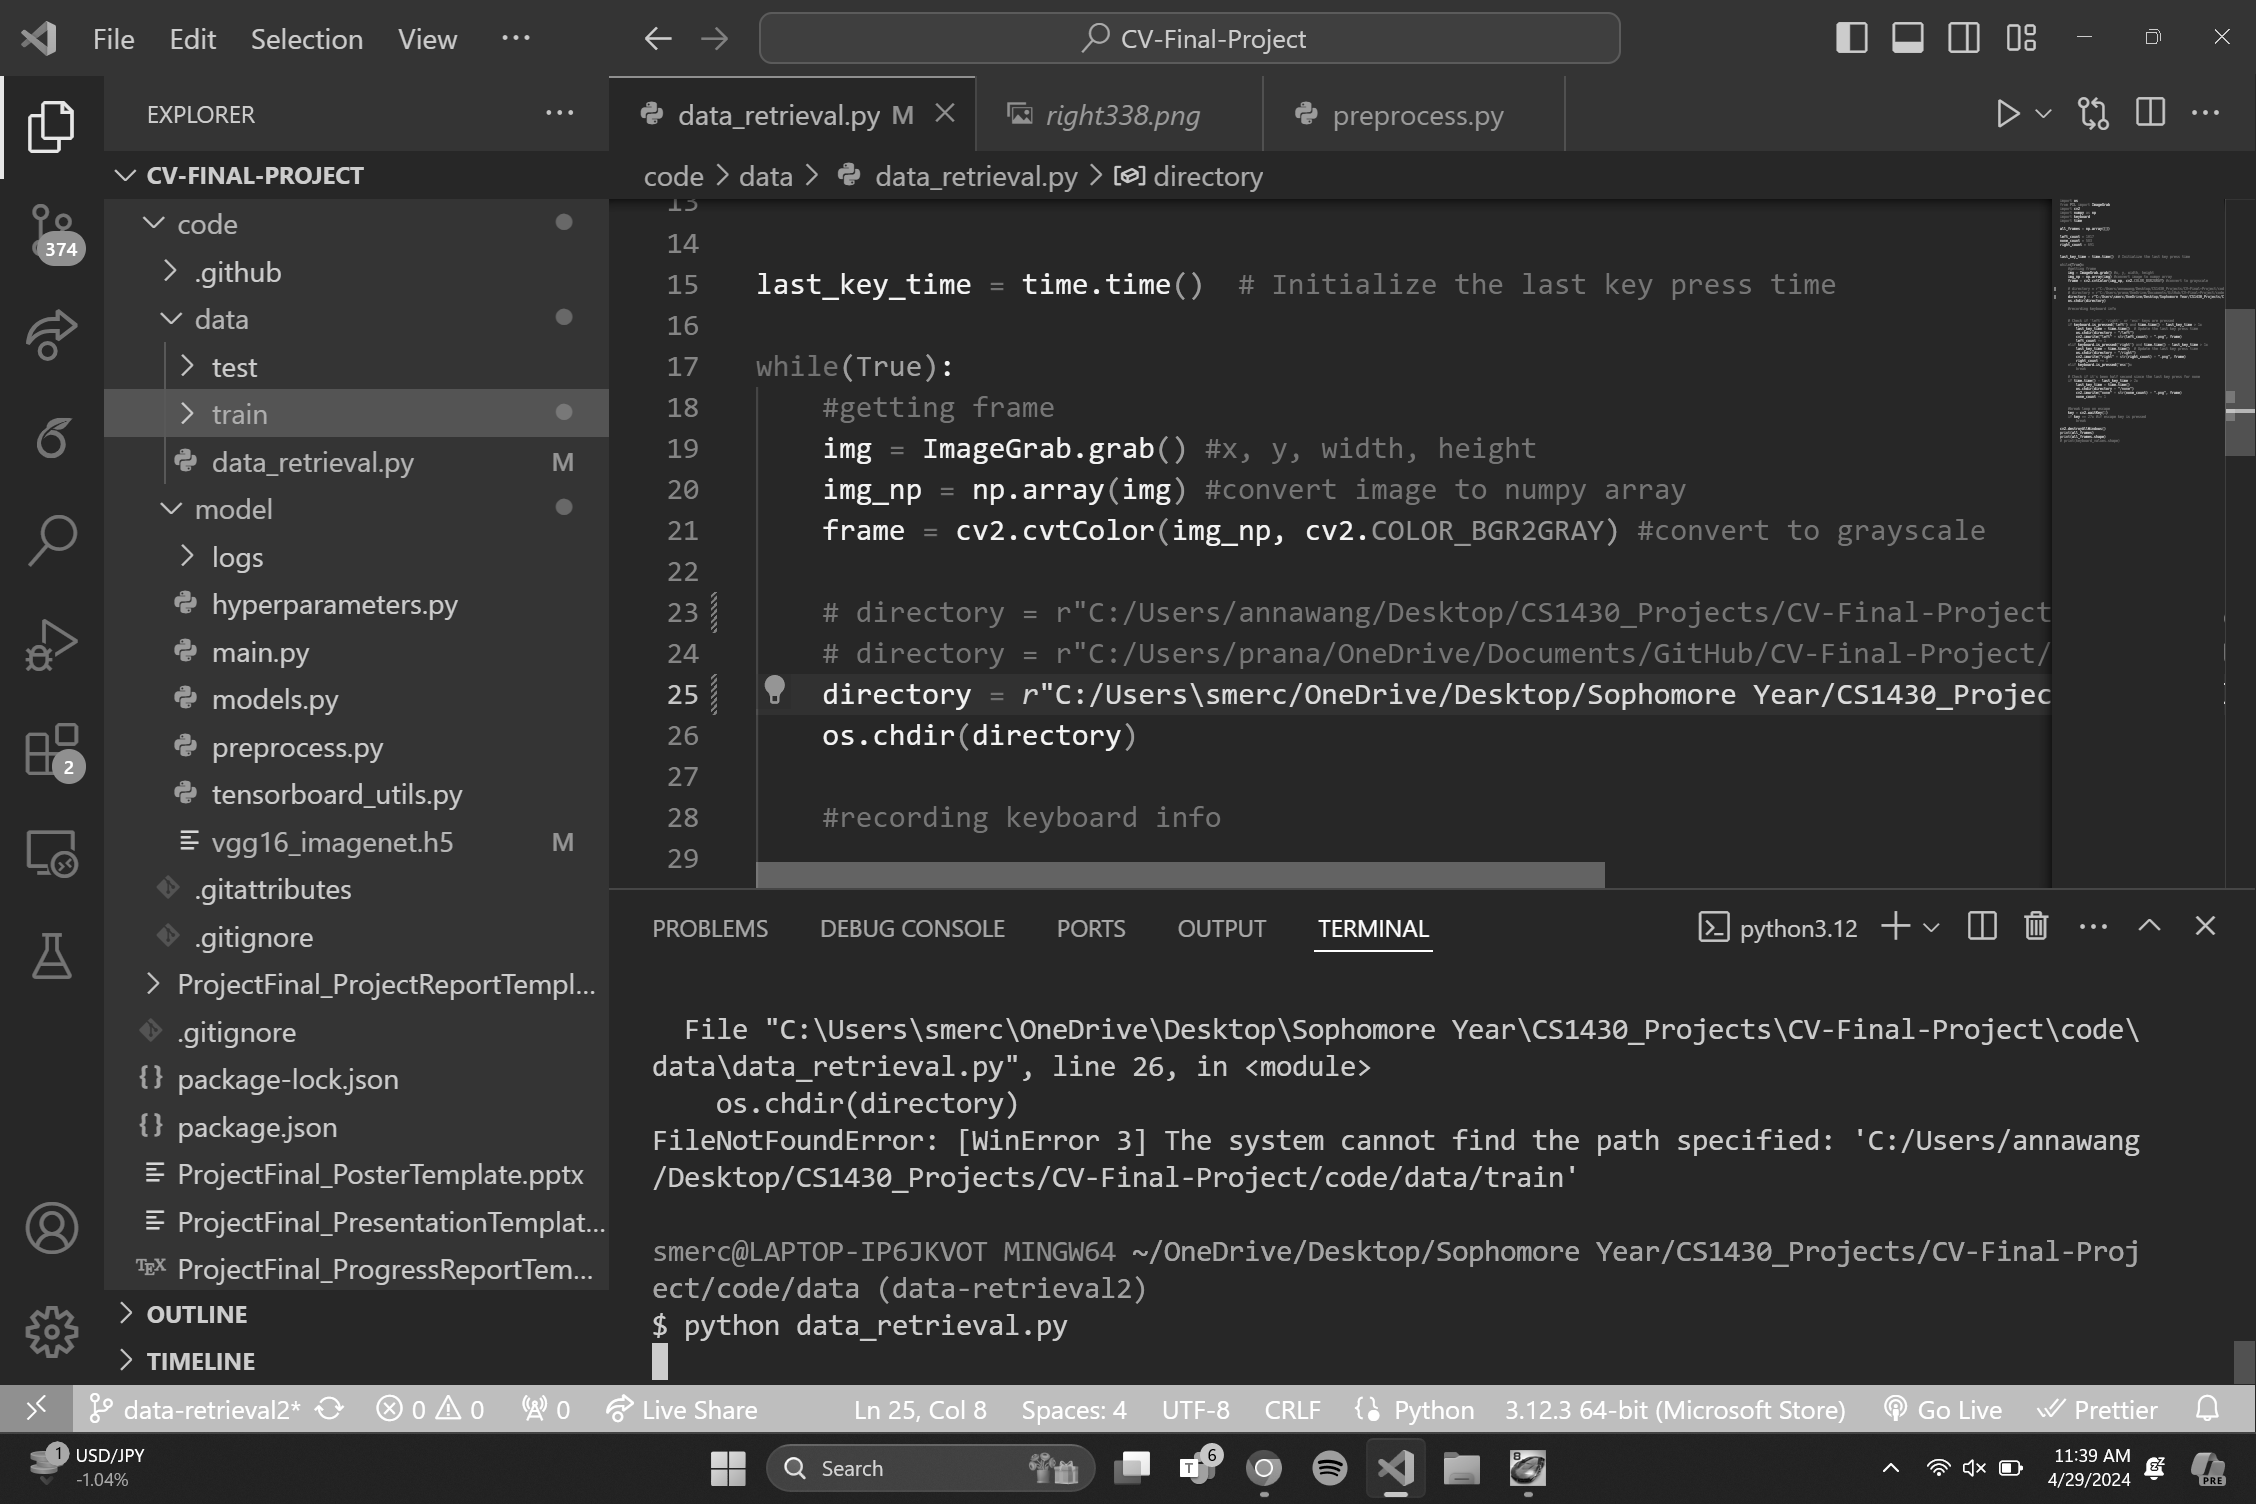 File Edit Selection View ... CV-Final-Project
EXPLORER ...
data_retrieval.py M
right338.png
preprocess.py
CV-FINAL-PROJECT
code > data > data_retrieval.py > directory
code
.github
data
test
train
data_retrieval.py M
model
logs
hyperparameters.py
main.py
models.py
preprocess.py
tensorboard_utils.py
vgg16_imagenet.h5 M
.gitattributes
.gitignore
ProjectFinal_ProjectReportTempl...
.gitignore
package-lock.json
package.json
ProjectFinal_PosterTemplate.pptx
ProjectFinal_PresentationTemplat...
ProjectFinal_ProgressReportTem...
OUTLINE
TIMELINE
374
2
13
14
15 last_key_time = time.time() # Initialize the last key press time
16
17 while(True):
18 #getting frame
19 img = ImageGrab.grab() #x, y, width, height
20 img_np = np.array(img) #convert image to numpy array
21 frame = cv2.cvtColor(img_np, cv2.COLOR_BGR2GRAY) #convert to grayscale
22
23 # directory = r"C:/Users/annawang/Desktop/CS1430_Projects/CV-Final-Project
24 # directory = r"C:/Users/prana/OneDrive/Documents/GitHub/CV-Final-Project/
25 directory = r"C:/Users\smerc/OneDrive/Desktop/Sophomore Year/CS1430_Projec
26 os.chdir(directory)
27
28 #recording keyboard info
29
PROBLEMS DEBUG CONSOLE PORTS OUTPUT TERMINAL python3.12
File "C:\Users\smerc\OneDrive\Desktop\Sophomore Year\CS1430_Projects\CV-Final-Project\code\
data\data_retrieval.py", line 26, in <module>
os.chdir(directory)
FileNotFoundError: [WinError 3] The system cannot find the path specified: 'C:/Users/annawang
/Desktop/CS1430_Projects/CV-Final-Project/code/data/train'
smerc@LAPTOP-IP6JKVOT MINGW64 ~/OneDrive/Desktop/Sophomore Year/CS1430_Projects/CV-Final-Proj
ect/code/data (data-retrieval2)
$ python data_retrieval.py
data-retrieval2* 0 0 0 Live Share Ln 25, Col 8 Spaces: 4 UTF-8 CRLF Python 3.12.3 64-bit (Microsoft Store) Go Live Prettier
1 USD/JPY
-1.04%
Search
6
11:39 AM
4/29/2024
PRE